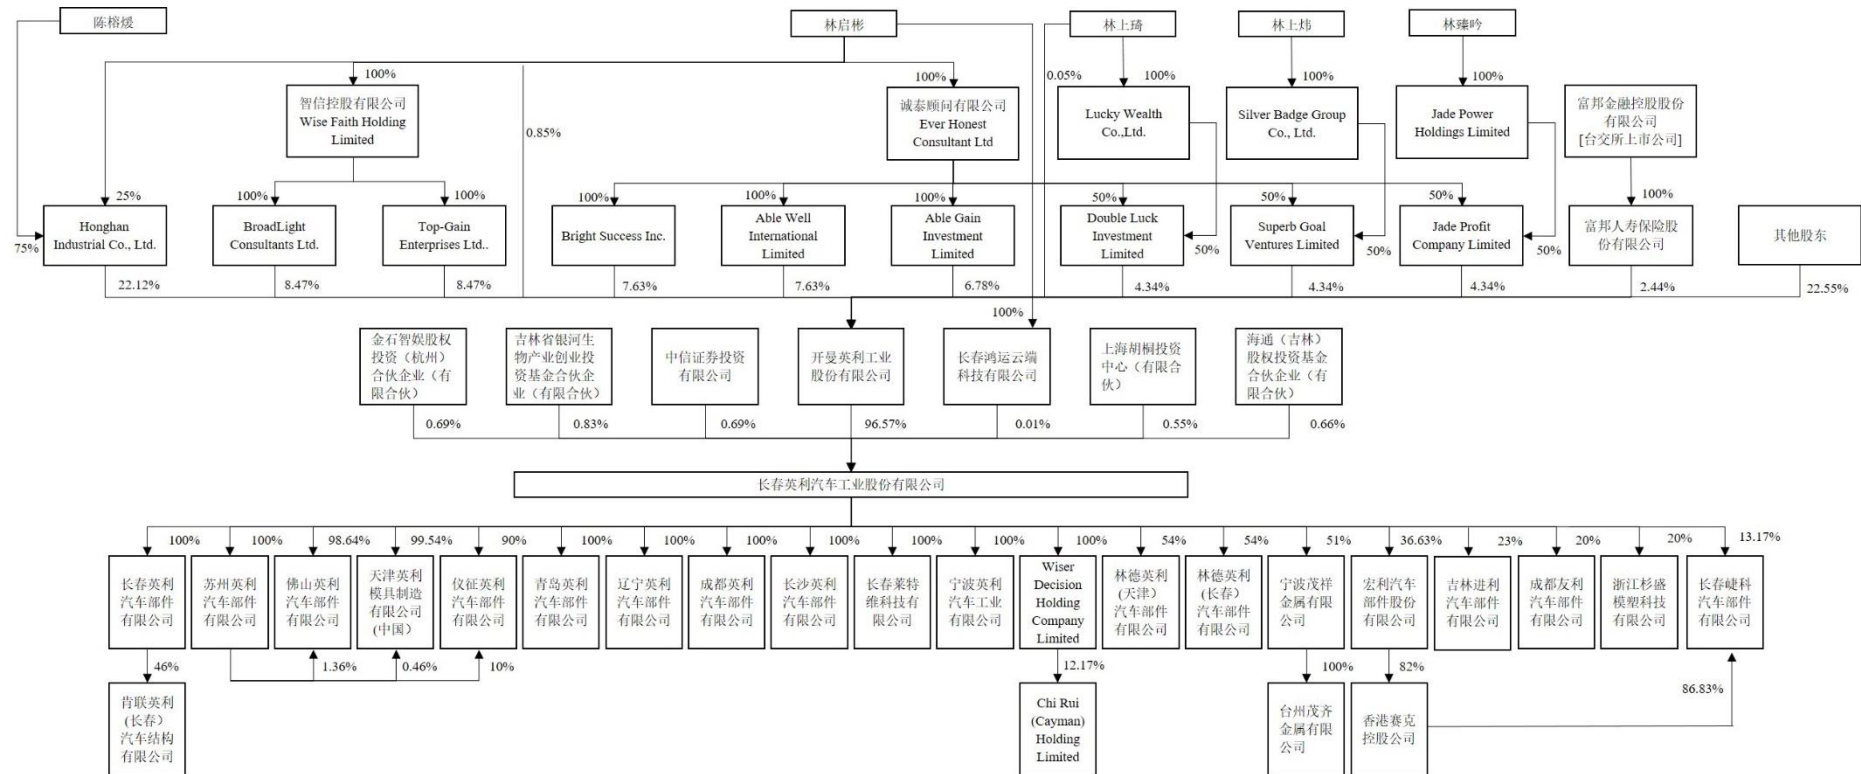 陈榕煖
林启彬
林上琦
林上炜
林臻吟
100%
100%
0.05%
100%
100%
100%
智信控股有限公司
Wise Faith Holding
Limited
0.85%
诚泰顾问有限公司
Ever Honest
Consultant Ltd
Lucky Wealth
Co.,Ltd.
Silver Badge Group
Co., Ltd.
Jade Power
Holdings Limited
富邦金融控股股份
有限公司
[台交所上市公司]
25%
100%
100%
100%
100%
100%
50%
50%
50%
100%
75%
Honghan
Industrial Co., Ltd.
BroadLight
Consultants Ltd.
Top-Gain
Enterprises Ltd..
Bright Success Inc.
Able Well
International
Limited
Able Gain
Investment
Limited
Double Luck
Investment
Limited
50%
Superb Goal
Ventures Limited
50%
Jade Profit
Company Limited
50%
富邦人寿保险股
份有限公司
其他股东
22.12%
8.47%
8.47%
7.63%
7.63%
6.78%
4.34%
4.34%
4.34%
2.44%
22.55%
100%
金石智娱股权
投资（杭州）
合伙企业（有
限合伙）
吉林省银河生
物产业创业投
资基金合伙企
业（有限合伙）
中信证券投资
有限公司
开曼英利工业
股份有限公司
长春鸿运云端
科技有限公司
上海胡桐投资
中心（有限合
伙）
海通（吉林）
股权投资基金
合伙企业（有
限合伙）
0.69%
0.83%
0.69%
96.57%
0.01%
0.55%
0.66%
长春英利汽车工业股份有限公司
100%
100%
98.64%
99.54%
90%
100%
100%
100%
100%
100%
100%
100%
54%
54%
51%
36.63%
23%
20%
20%
13.17%
长春英利
汽车部件
有限公司
苏州英利
汽车部件
有限公司
佛山英利
汽车部件
有限公司
天津英利
模具制造
有限公司
(中国）
仪征英利
汽车部件
有限公司
青岛英利
汽车部件
有限公司
辽宁英利
汽车部件
有限公司
成都英利
汽车部件
有限公司
长沙英利
汽车部件
有限公司
长春莱特
维科技有
限公司
宁波英利
汽车工业
有限公司
Wiser
Decision
Holding
Company
Limited
林德英利
(天津）
汽车部件
有限公司
林德英利
(长春）
汽车部件
有限公司
宁波茂祥
金属有限
公司
宏利汽车
部件股份
有限公司
吉林进利
汽车部件
有限公司
成都友利
汽车部件
有限公司
浙江杉盛
模塑科技
有限公司
长春崨科
汽车部件
有限公司
46%
1.36%
0.46%
10%
12.17%
100%
82%
86.83%
肯联英利
(长春）
汽车结构
有限公司
Chi Rui
(Cayman)
Holding
Limited
台州茂齐
金属有限
公司
香港赛克
控股公司